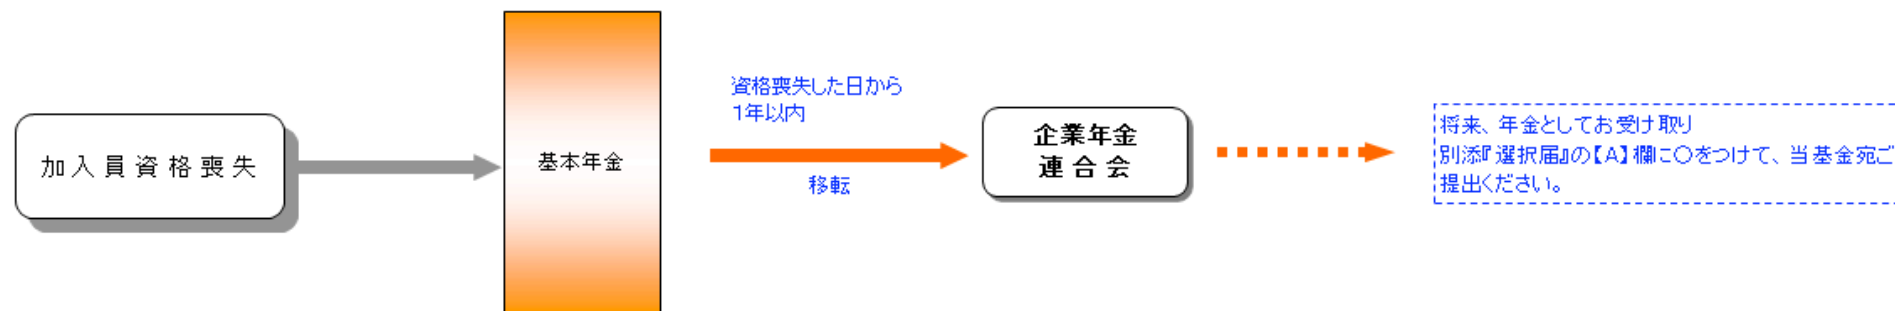 加入員資格喪失
基本年金
資格喪失した日から
1年以内
移転
企業年金
連合会
将来、年金としてお受け取り
別添『選択届』の【A】欄に○をつけて、当基金宛ご
提出ください。